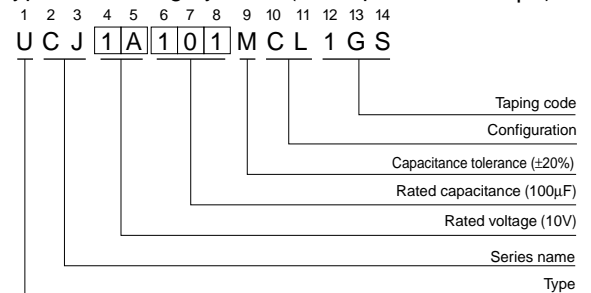 1 2 3 4 5 6 7 8 9 10 11 12 13 14
U C J 1 A 1 0 1 M C L 1 G S
Taping code
Configuration
Capacitance tolerance (±20%)
Rated capacitance (100µF)
Rated voltage (10V)
Series name
Type